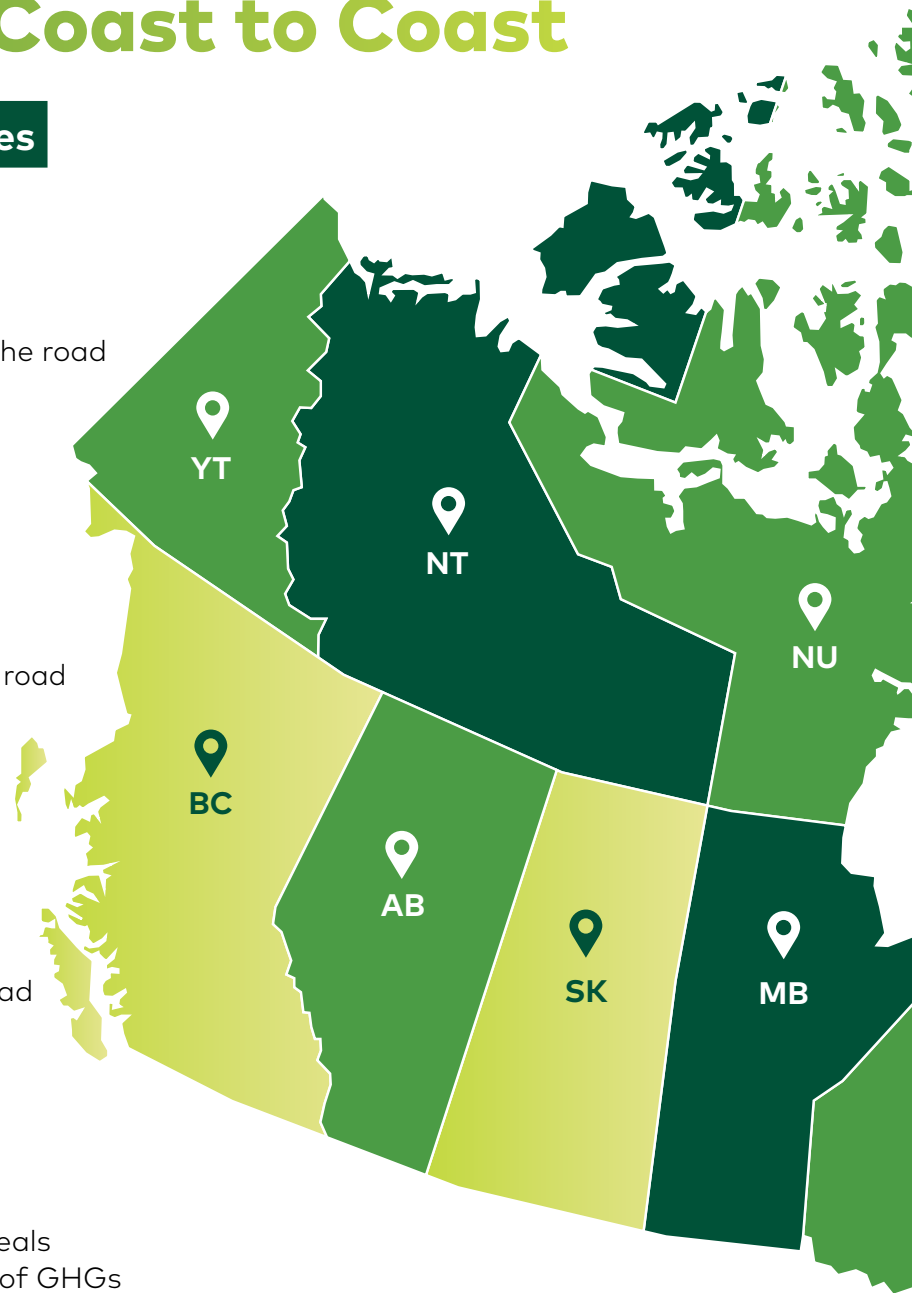 Coast to Coast
es
he road
YT
NT
NU
road
BC
AB
SK
MB
ad
eals
of GHGs